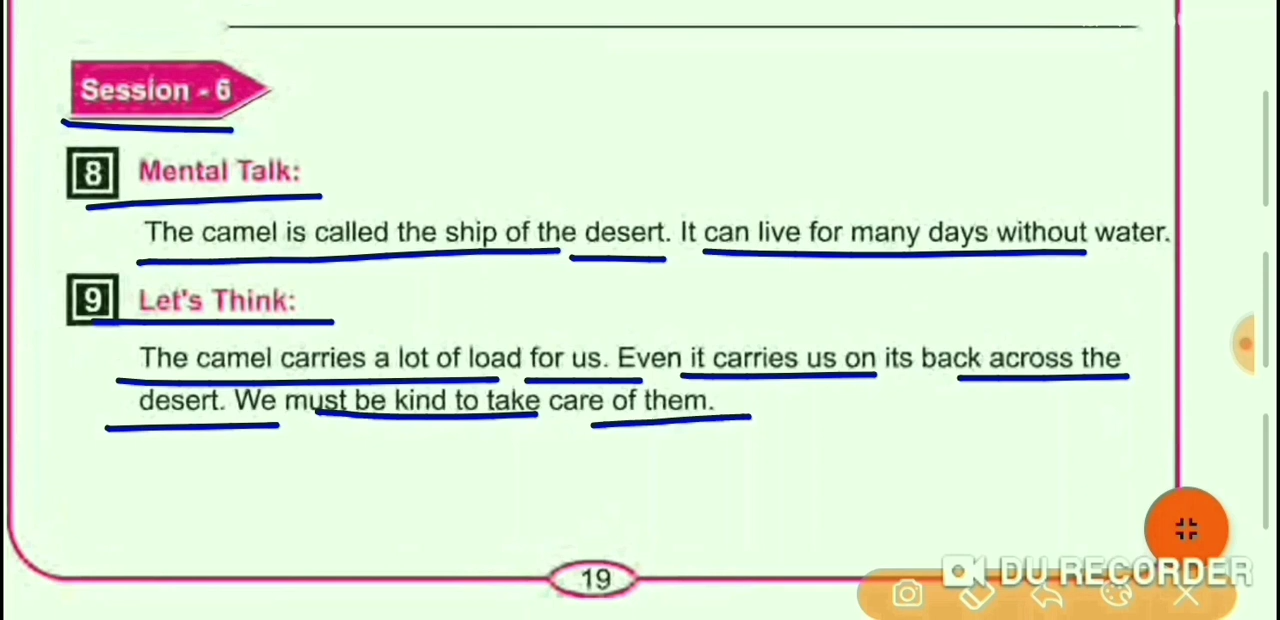 Session - 6
8 Mental Talk:
The camel is called the ship of the desert. It can live for many days without water.
9 Let's Think:
The camel carries a lot of load for us. Even it carries us on its back across the
desert. We must be kind to take care of them.
19
DU RECORDER